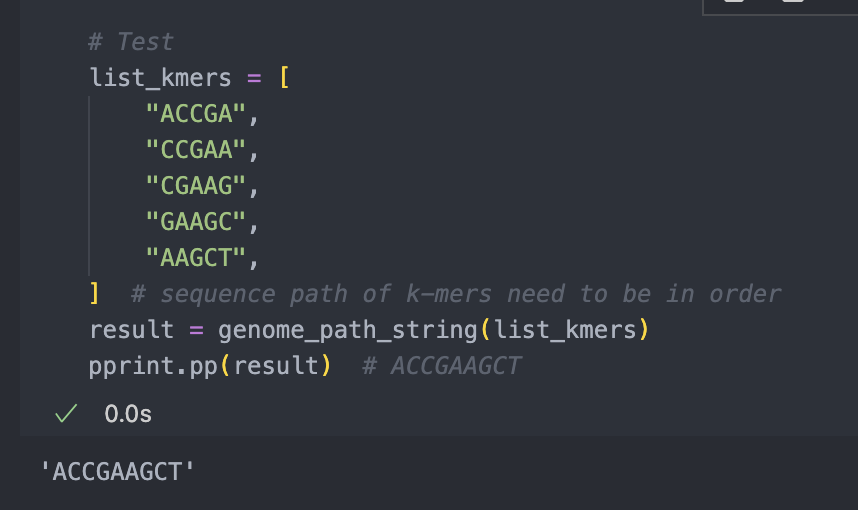 # Test
list_kmers = [
    "ACCGA",
    "CCGAA",
    "CGAAG",
    "GAAGC",
    "AAGCT",
]  # sequence path of k-mers need to be in order
result = genome_path_string(list_kmers)
pprint.pp(result)  # ACCGAAGCT
0.0s
'ACCGAAGCT'